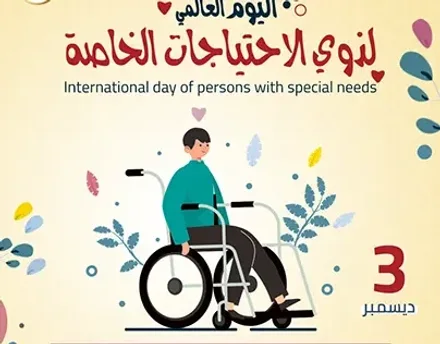 اليوم العالمي
لذوي الاحتياجات الخاصة
International day of persons with special needs
3
ديسمبر